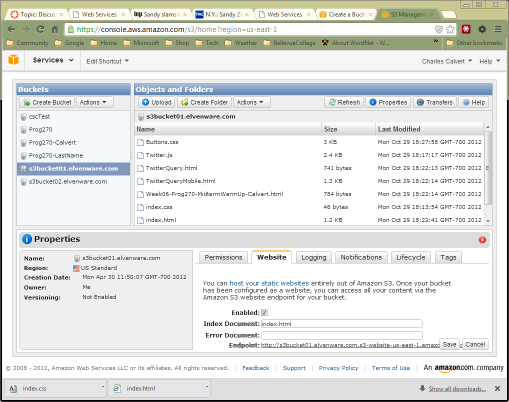 Topic: Discuss
Web Services
Sandy slams
N.Y./ Sandy Z
Web Services
Create a Buck
S3 Manageme
https://console.aws.amazon.com/s3/home?region=us-east-1
Community
Google
Home
Shop
Tech
Weather
BellevueCollege
About WordNet - W...
Other bookmarks
Services
Edit Shortcut
Charles Calvert
Help
Buckets
Objects and Folders
Create Bucket
Actions
Upload
Create Folder
Actions
Refresh
Properties
Transfers
Help
cscTest
Prog270
Prog270-Calvert
Prog270-LastName
s3bucket01.elvenware.com
s3bucket02.elvenware.com
s3bucket01.elvenware.com
Name Size Last Modified
Buttons.css 3 KB Mon Oct 29 18:27:58 GMT-700 2012
Twitter.js 2.4 KB Mon Oct 29 18:17:17 GMT-700 2012
TwitterQuery.html 741 bytes Mon Oct 29 18:22:13 GMT-700 2012
TwitterQueryMobile.html 1.3 KB Mon Oct 29 18:22:14 GMT-700 2012
Week06-Prog270-MidtermWarmUp-Calvert.html 784 bytes Mon Oct 29 18:22:14 GMT-700 2012
index.css 46 bytes Mon Oct 29 18:13:54 GMT-700 2012
index.html 1.2 KB Mon Oct 29 18:22:41 GMT-700 2012
Properties
Name: s3bucket01.elvenware.com
Region: US Standard
Creation Date: Mon Apr 30 11:50:07 GMT-700 2012
Owner: Me
Versioning: Not Enabled
Permissions
Website
Logging
Notifications
Lifecycle
Tags
You can host your static websites entirely out of Amazon S3. Once your
bucket has been configured as a website, you can access all your content via the
Amazon S3 website endpoint for your bucket.
Enabled:
Index Document: index.html
Error Document:
Endpoint: http://s3bucket01.elvenware.com.s3-website-us-east-1.amazo
Save
Cancel
© 2008 - 2012, Amazon Web Services LLC or its affiliates. All rights reserved.
Feedback
Support
Privacy Policy
Terms of Use
An amazon.com company
index.css
index.html
Show all downloads...